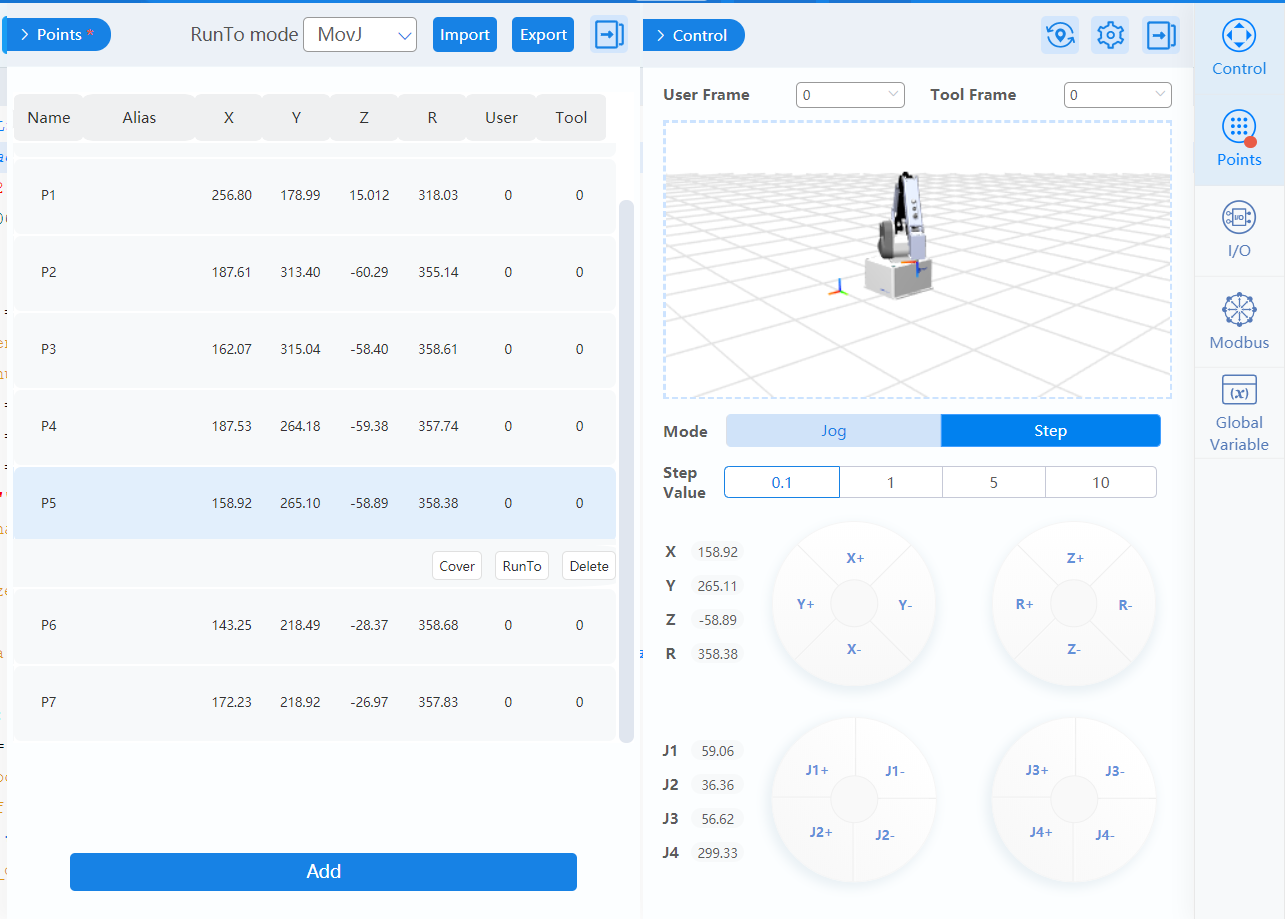 Points *
RunTo mode MovJ Import Export
Name Alias X Y Z R User Tool
P1 256.80 178.99 15.012 318.03 0 0
P2 187.61 313.40 -60.29 355.14 0 0
P3 162.07 315.04 -58.40 358.61 0 0
P4 187.53 264.18 -59.38 357.74 0 0
P5 158.92 265.10 -58.89 358.38 0 0
Cover RunTo Delete
P6 143.25 218.49 -28.37 358.68 0 0
P7 172.23 218.92 -26.97 357.83 0 0
Add
Control
User Frame 0 Tool Frame 0
Mode Jog Step
Step
Value 0.1 1 5 10
X 158.92
Y 265.11
Z -58.89
R 358.38
X+
Y+ Y-
X-
Z+
R+ R-
Z-
J1 59.06
J2 36.36
J3 56.62
J4 299.33
J1+ J1-
J2+ J2-
J3+ J3-
J4+ J4-
Control
Points
I/O
I/O
Modbus
(x)
Global
Variable